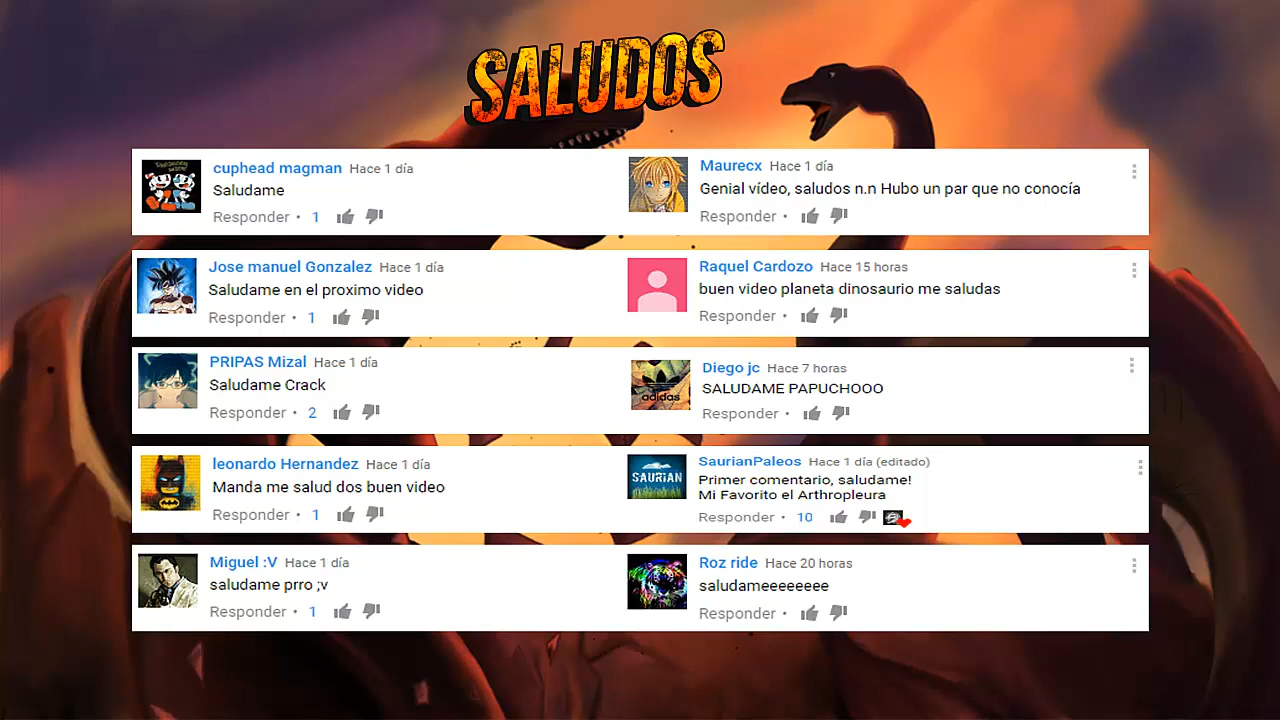 SALUDOS
cuphead magman Hace 1 día
Saludame
Responder • 1
Maurecx Hace 1 día
Genial vídeo, saludos n.n Hubo un par que no conocía
Responder •
Jose manuel Gonzalez Hace 1 día
Saludame en el proximo video
Responder • 1
Raquel Cardozo Hace 15 horas
buen video planeta dinosaurio me saludas
Responder •
PRIPAS Mizal Hace 1 día
Saludame Crack
Responder • 2
adidas
Diego jc Hace 7 horas
SALUDAME PAPUCHOOO
Responder •
leonardo Hernandez Hace 1 día
Manda me salud dos buen video
Responder • 1
SAURIAN
SaurianPaleos Hace 1 día (editado)
Primer comentario, saludame!
Mi Favorito el Arthropleura
Responder • 10
Miguel :V Hace 1 día
saludame prro ;v
Responder • 1
Roz ride Hace 20 horas
saludameeeeeeee
Responder •